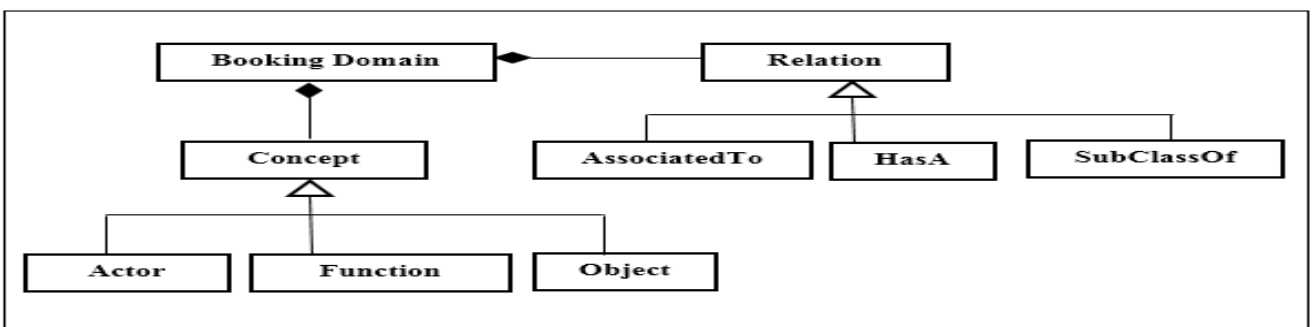 Booking Domain
Relation
Concept
AssociatedTo
HasA
SubClassOf
Actor
Function
Object